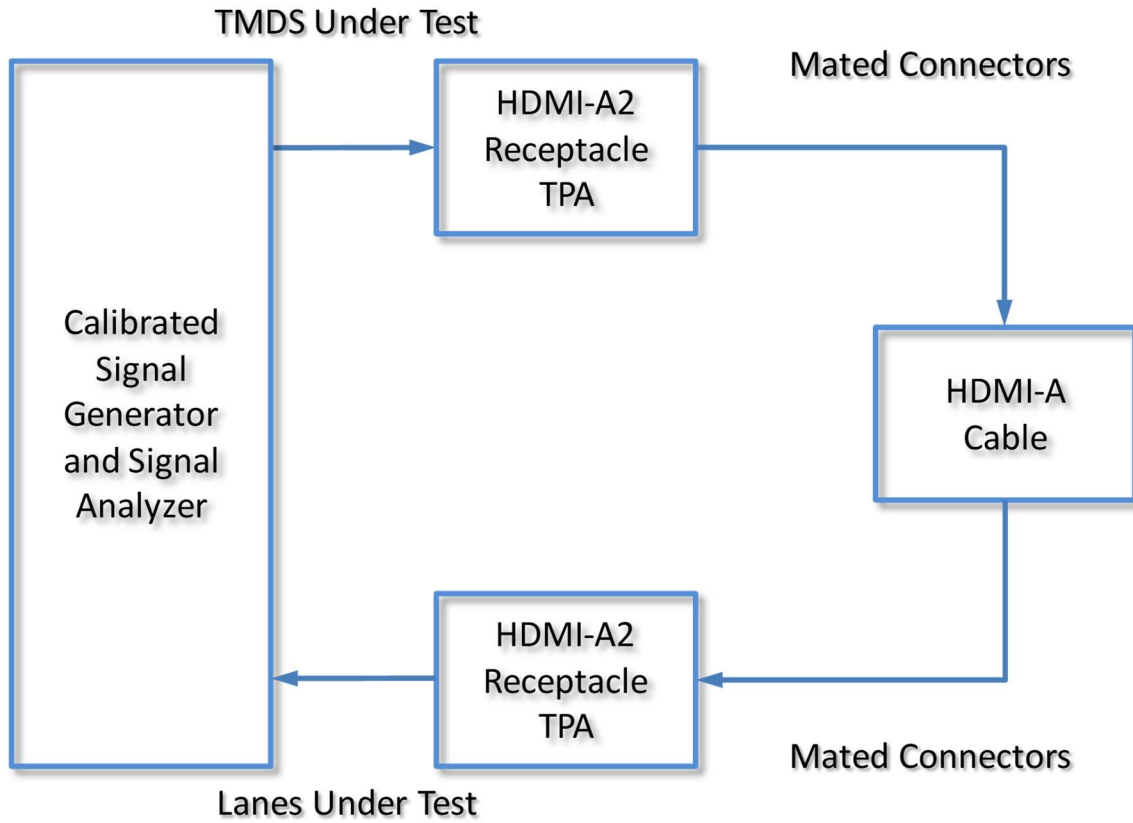 TMDS Under Test
Mated Connectors
HDMI-A2
Receptacle
TPA
Calibrated
Signal
Generator
and Signal
Analyzer
HDMI-A
Cable
HDMI-A2
Receptacle
TPA
Mated Connectors
Lanes Under Test